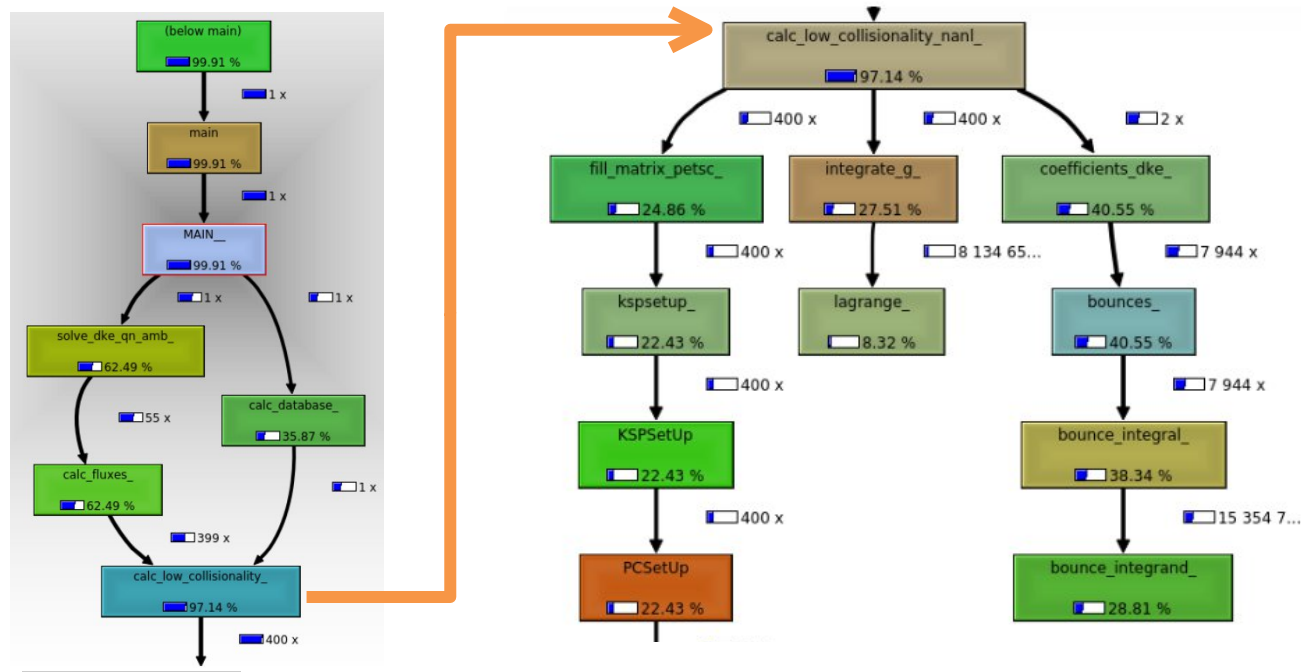 (below main)
99.91 %
1 x
main
99.91 %
1 x
MAIN__
99.91 %
1 x
1 x
solve_dke_qn_amb_
62.49 %
55 x
calc_database_
35.87 %
calc_fluxes_
62.49 %
1 x
399 x
calc_low_collisionality_
97.14 %
400 x
calc_low_collisionality_nanl_
97.14 %
400 x
400 x
2 x
fill_matrix_petsc_
24.86 %
integrate_g_
27.51 %
coefficients_dke_
40.55 %
400 x
8 134 65...
7 944 x
kspsetup_
22.43 %
lagrange_
8.32 %
bounces_
40.55 %
400 x
7 944 x
KSPSetUp
22.43 %
bounce_integral_
38.34 %
400 x
15 354 7...
PCSetUp
22.43 %
bounce_integrand_
28.81 %